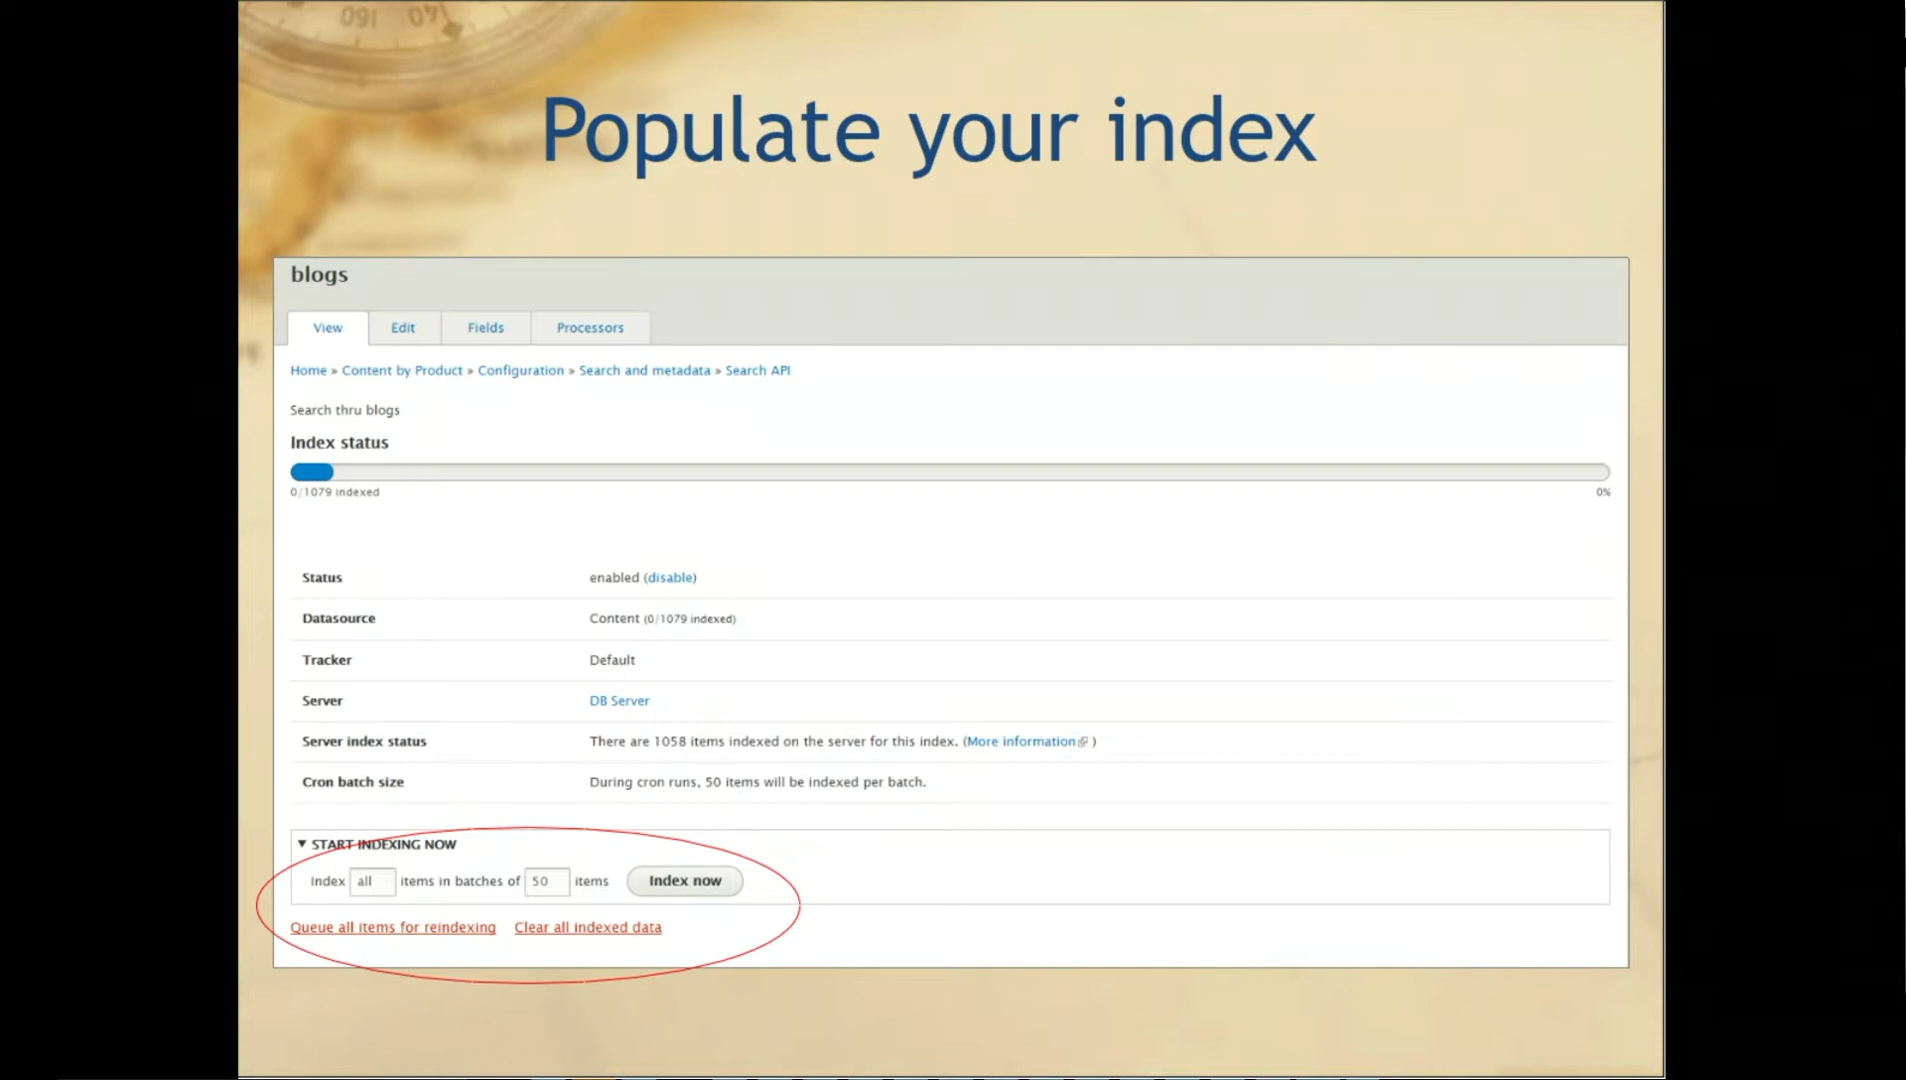 160
40
Populate your index
blogs
View Edit Fields Processors
Home » Content by Product » Configuration » Search and metadata » Search API
Search thru blogs
Index status
0/1079 indexed 0%
Status enabled (disable)
Datasource Content (0/1079 indexed)
Tracker Default
Server DB Server
Server index status There are 1058 items indexed on the server for this index. (More information )
Cron batch size During cron runs, 50 items will be indexed per batch.
▼ START INDEXING NOW
Index all items in batches of 50 items Index now
Queue all items for reindexing Clear all indexed data